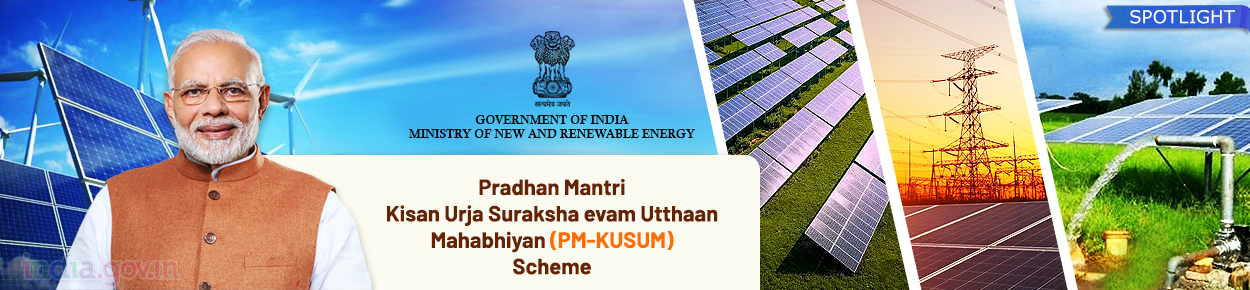 SPOTLIGHT
सत्यमेव जयते
GOVERNMENT OF INDIA
MINISTRY OF NEW AND RENEWABLE ENERGY
Pradhan Mantri
Kisan Urja Suraksha evam Utthaan
Mahabhiyan (PM-KUSUM)
Scheme
india.gov.in